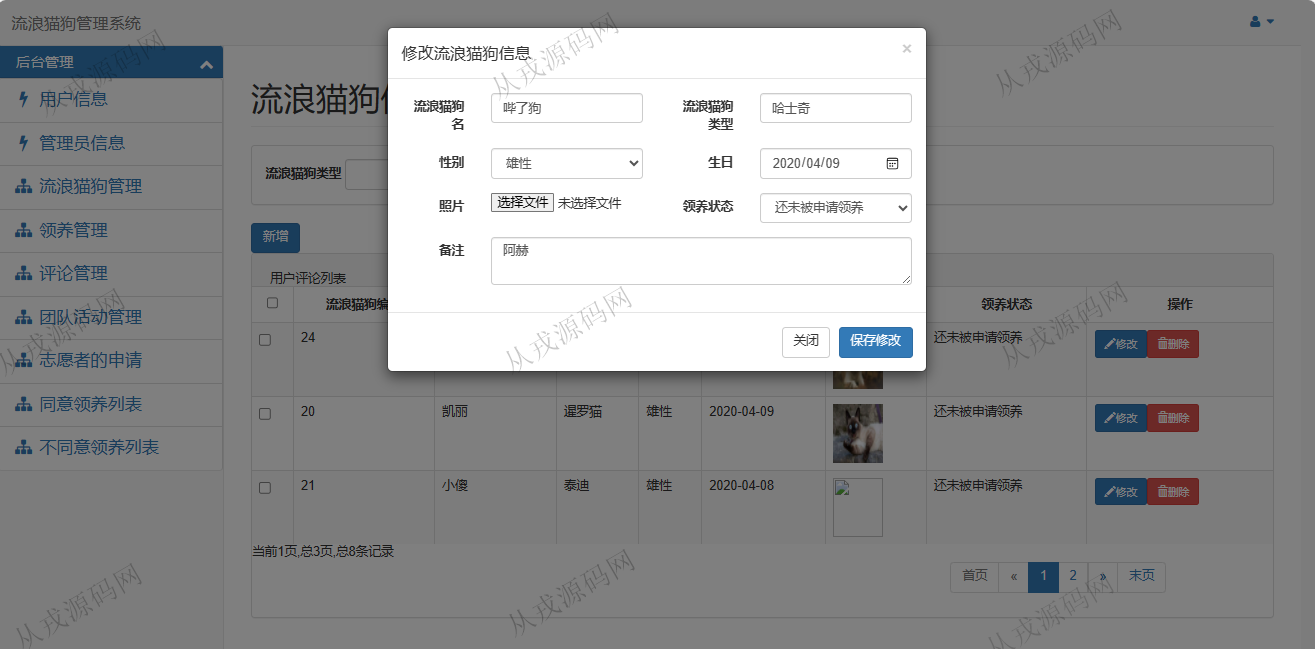 流浪猫狗管理系统
后台管理
用户信息
管理员信息
流浪猫狗管理
领养管理
评论管理
团队活动管理
志愿者的申请
同意领养列表
不同意领养列表
流浪猫狗
流浪猫狗类型
新增
用户评论列表
流浪猫狗编
领养状态
操作
24
还未被申请领养
修改
删除
20
凯丽
暹罗猫
雄性
2020-04-09
还未被申请领养
修改
删除
21
小傻
泰迪
雄性
2020-04-08
还未被申请领养
修改
删除
当前1页,总3页,总8条记录
首页
«
1
2
»
末页
修改流浪猫狗信息
×
流浪猫狗名
哔了狗
流浪猫狗类型
哈士奇
性别
雄性
生日
2020/04/09
照片
选择文件 未选择文件
领养状态
还未被申请领养
备注
阿赫
关闭
保存修改
从戎源码网
从戎源码网
从戎源码网
从戎源码网
从戎源码网
从戎源码网
从戎源码网
从戎源码网
从戎源码网